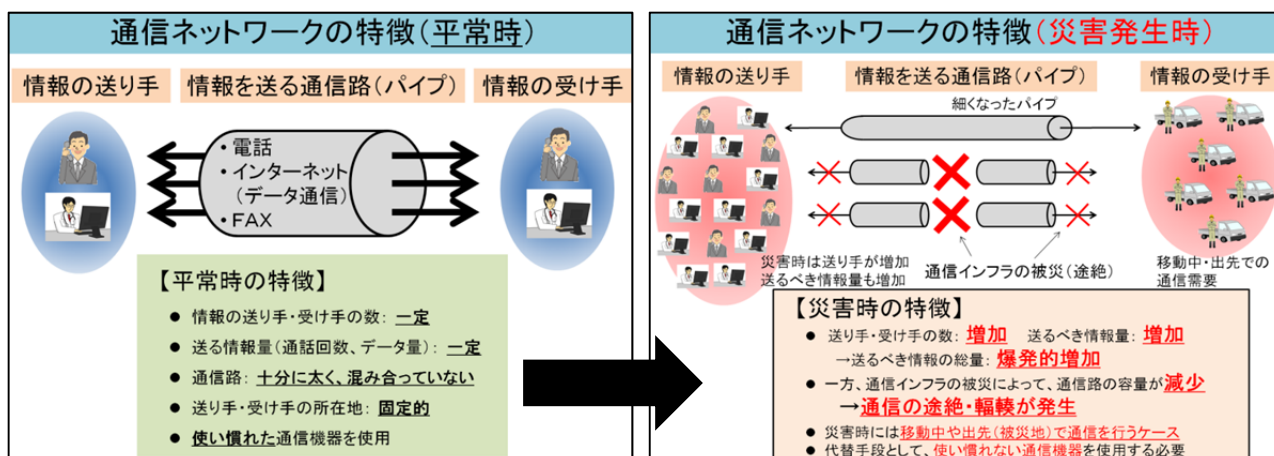 通信ネットワークの特徴(平常時)
情報の送り手
情報を送る通信路(パイプ)
情報の受け手
・電話
・インターネット
(データ通信)
・FAX
【平常時の特徴】
● 情報の送り手・受け手の数: 一定
● 送る情報量(通話回数、データ量): 一定
● 通信路: 十分に太く、混み合っていない
● 送り手・受け手の所在地: 固定的
● 使い慣れた通信機器を使用
通信ネットワークの特徴(災害発生時)
情報の送り手
情報を送る通信路(パイプ)
情報の受け手
細くなったパイプ
災害時は送り手が増加
送るべき情報量も増加
通信インフラの被災(途絶)
移動中・出先での
通信需要
【災害時の特徴】
● 送り手・受け手の数: 増加 送るべき情報量: 増加
→送るべき情報の総量: 爆発的増加
● 一方、通信インフラの被災によって、通信路の容量が減少
→通信の途絶・輻輳が発生
● 災害時には移動中や出先(被災地)で通信を行うケース
● 代替手段として、使い慣れない通信機器を使用する必要